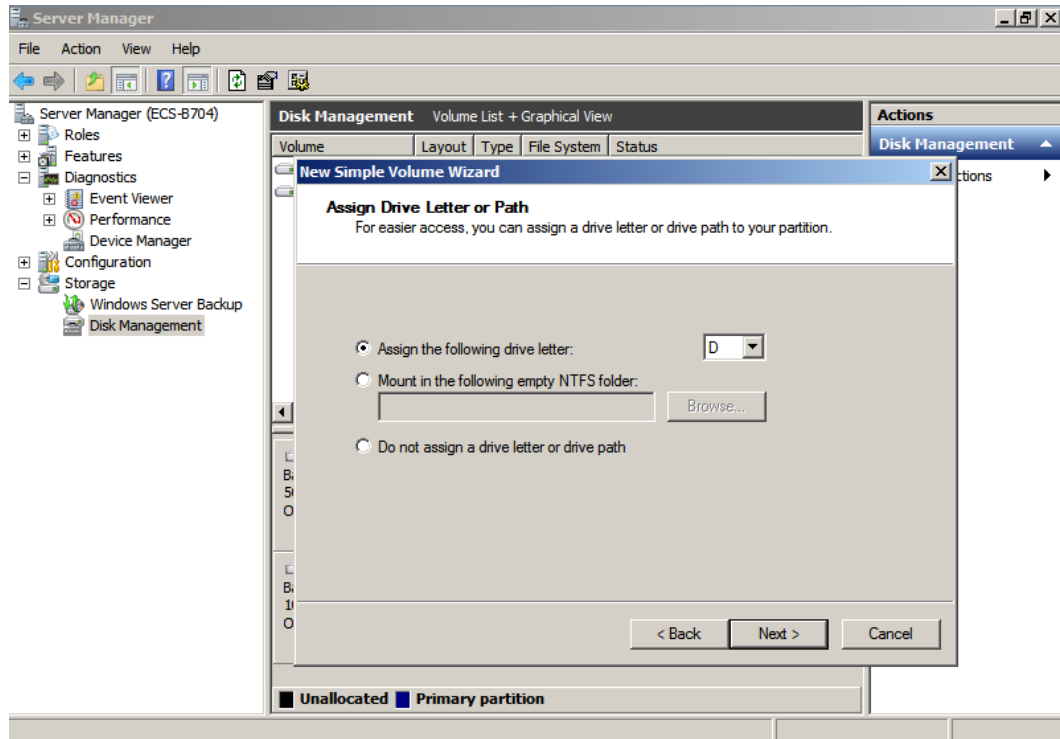 Server Manager
File Action View Help
Server Manager (ECS-B704)
Roles
Features
Diagnostics
Event Viewer
Performance
Device Manager
Configuration
Storage
Windows Server Backup
Disk Management
Disk Management Volume List + Graphical View
Volume Layout Type File System Status
Actions
Disk Management
ctions
New Simple Volume Wizard
Assign Drive Letter or Path
For easier access, you can assign a drive letter or drive path to your partition.
Assign the following drive letter: D
Mount in the following empty NTFS folder:
Browse...
Do not assign a drive letter or drive path
< Back Next > Cancel
Unallocated Primary partition